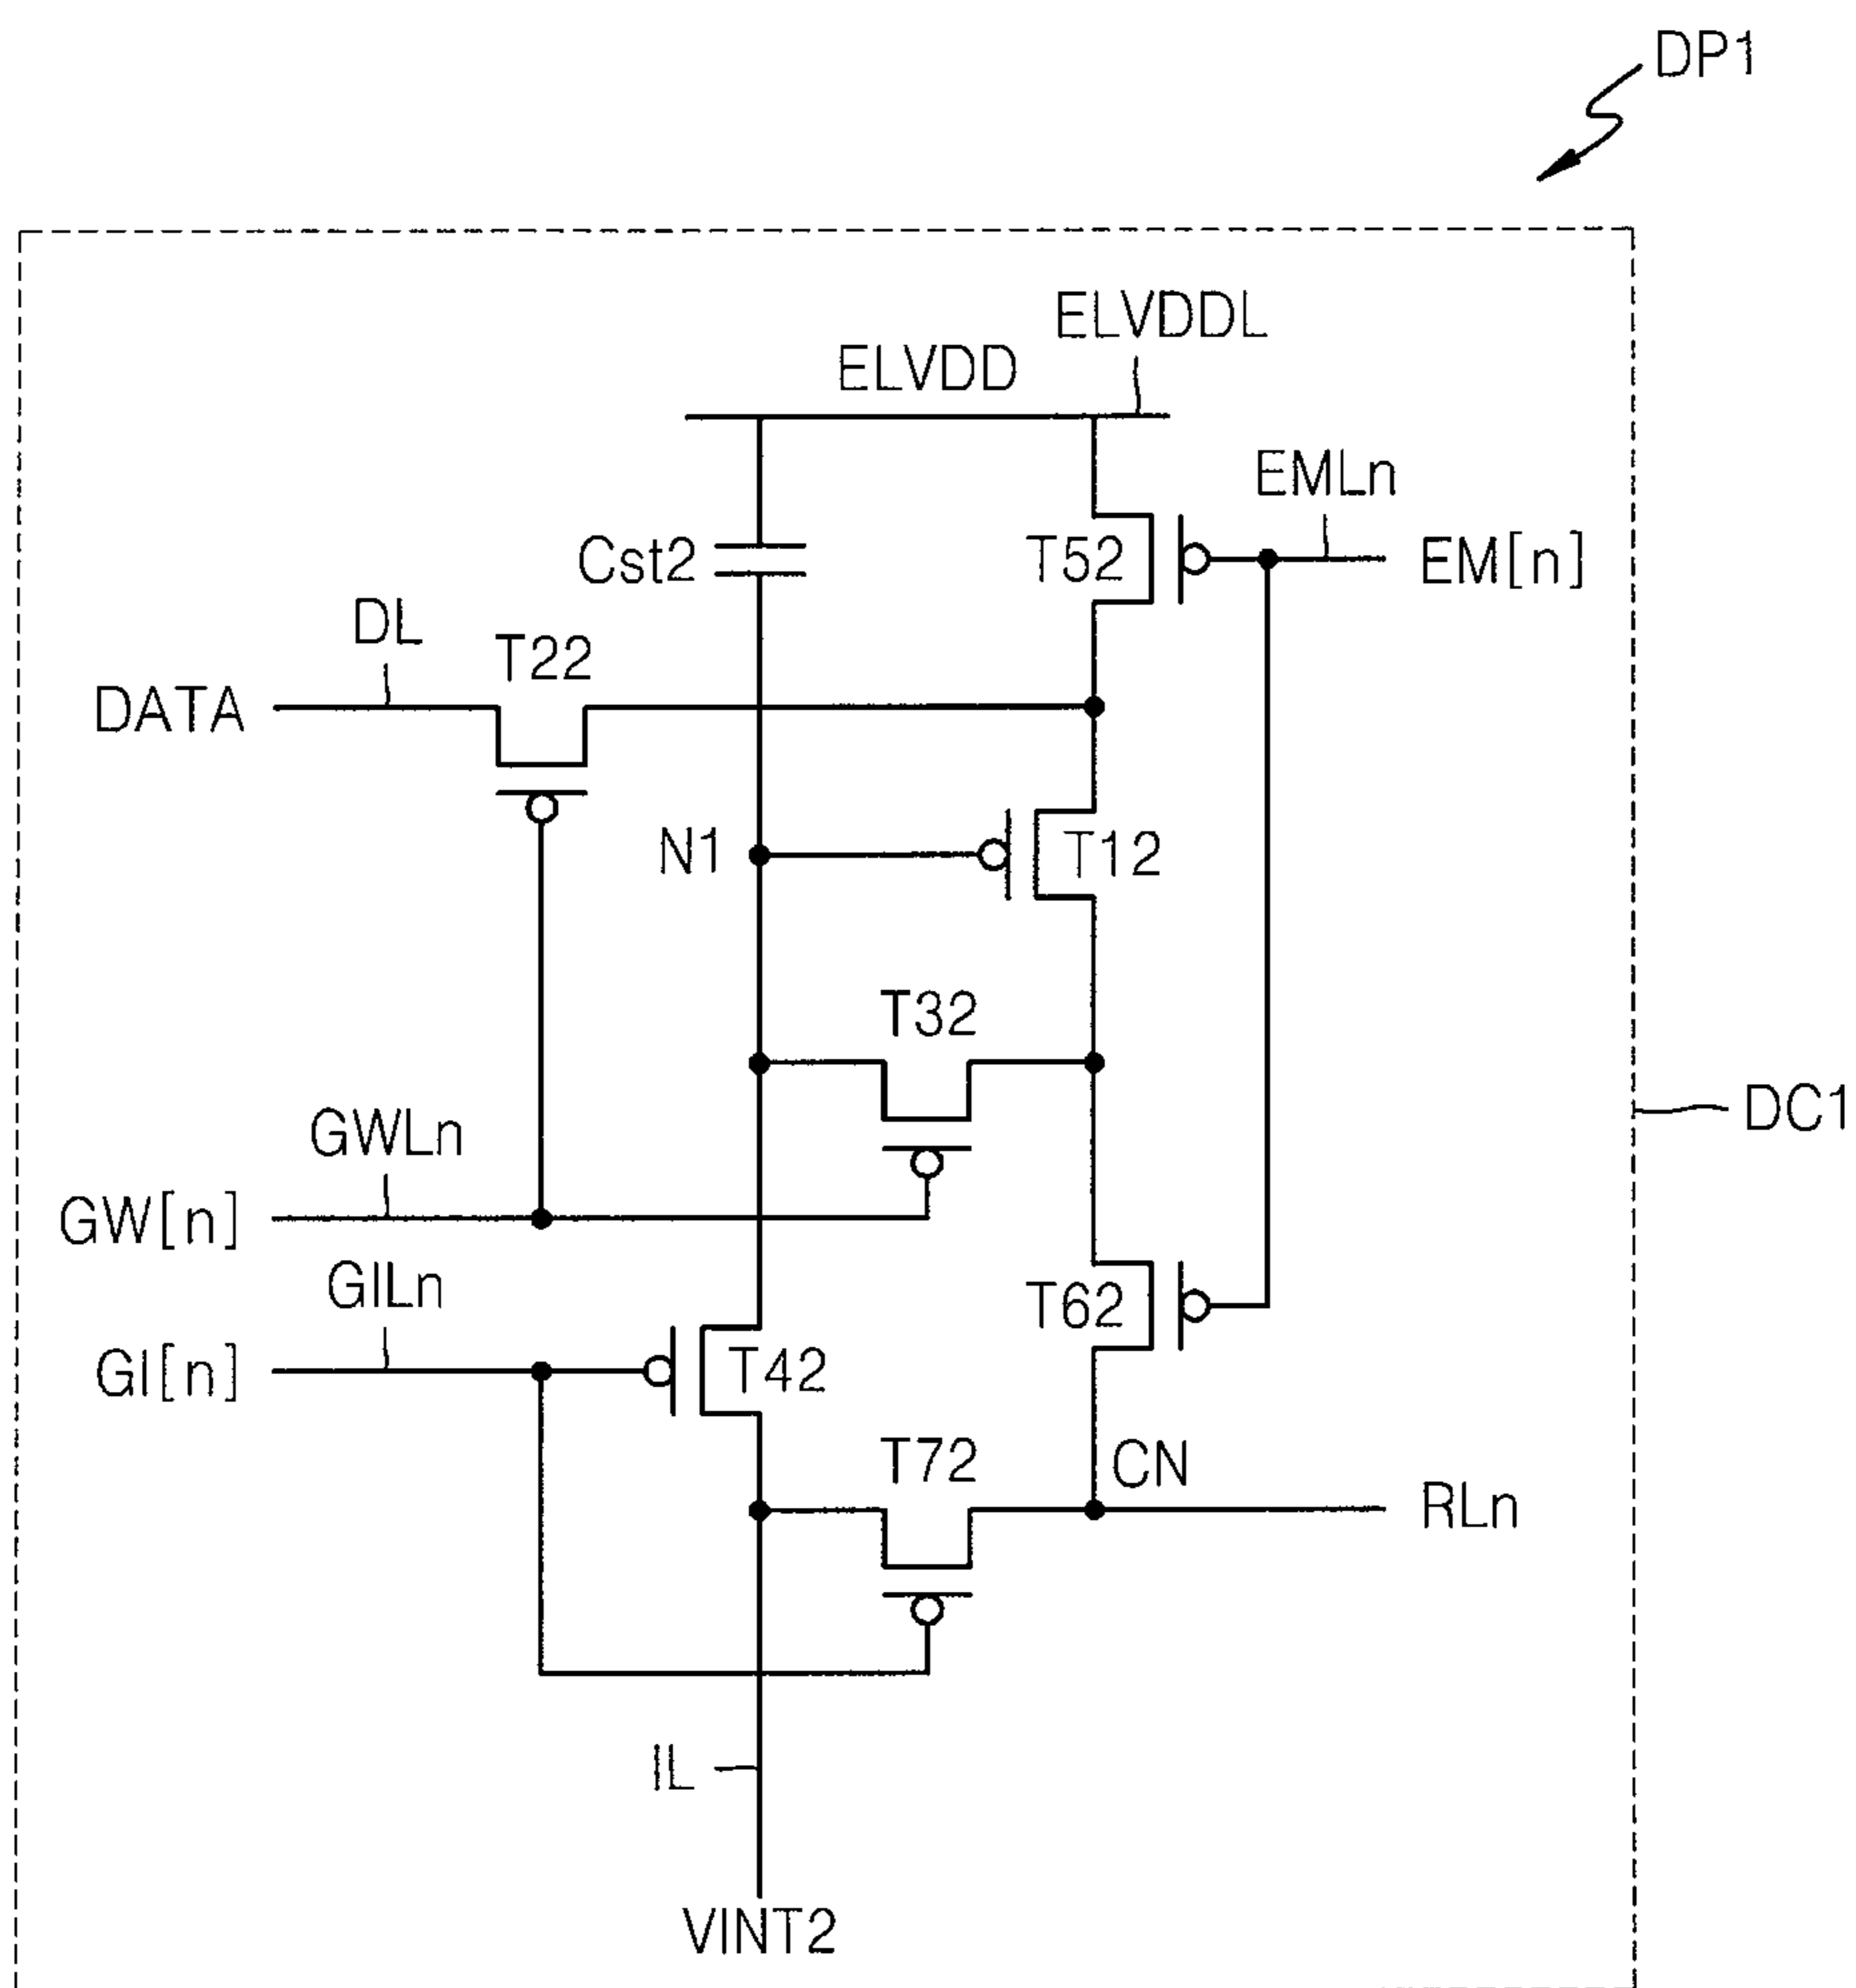 DP1
ELVDDL
ELVDD
EMLn
Cst2
T52
EM[n]
DL
T22
DATA
N1
T12
T32
GWLn
DC1
GW[n]
GILn
T62
GI[n]
T42
T72
CN
RLn
IL
VINT2